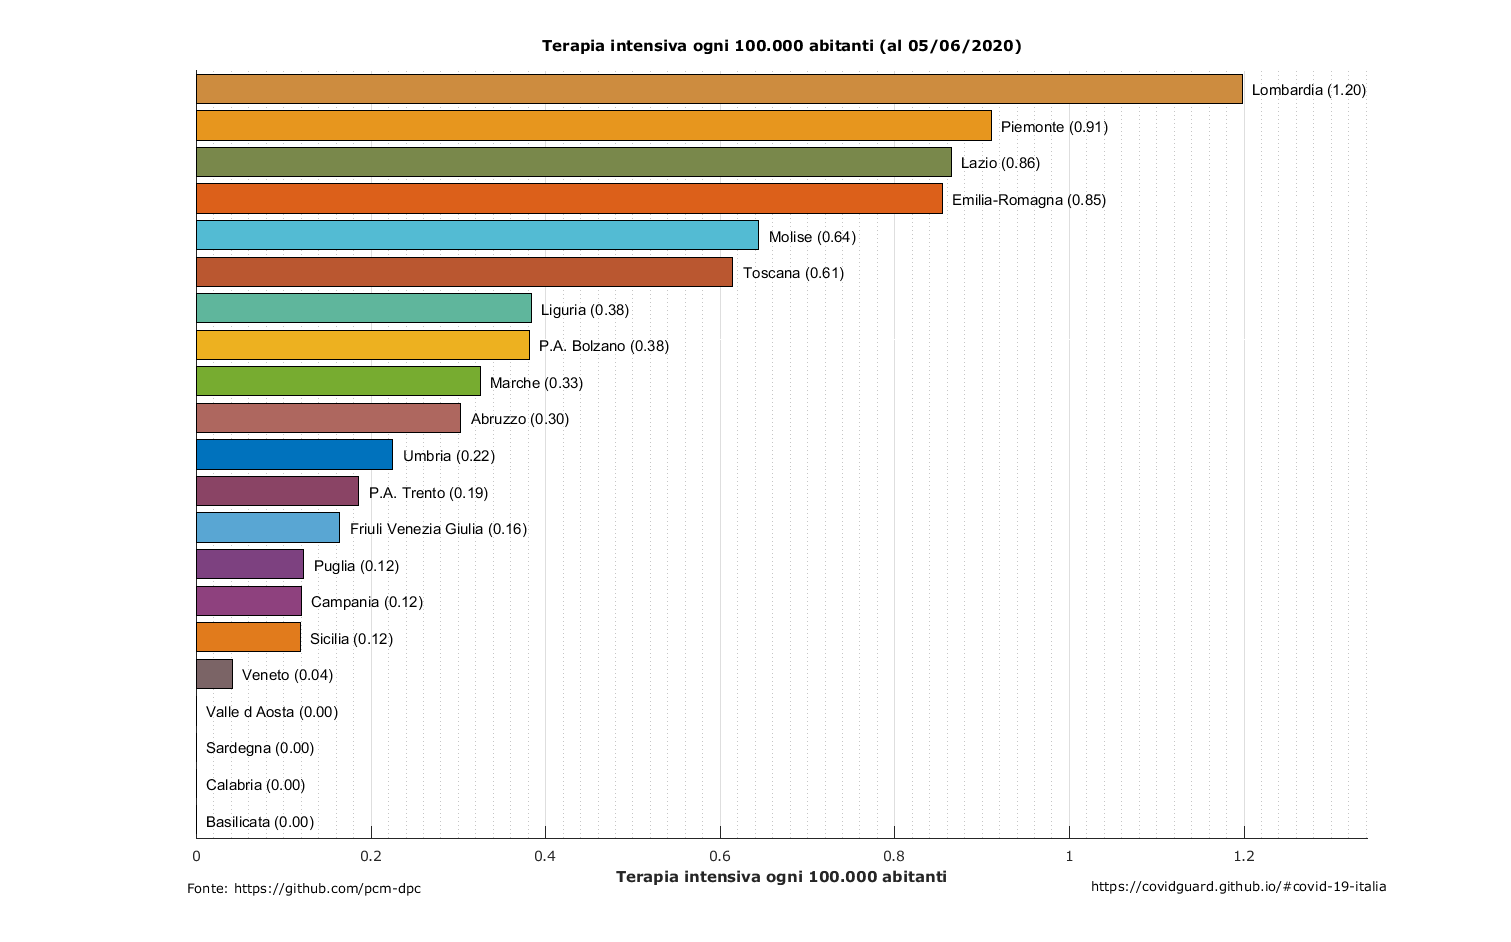 Terapia intensiva ogni 100.000 abitanti (al 05/06/2020)
Lombardia (1.20)
Piemonte (0.91)
Lazio (0.86)
Emilia-Romagna (0.85)
Molise (0.64)
Toscana (0.61)
Liguria (0.38)
P.A. Bolzano (0.38)
Marche (0.33)
Abruzzo (0.30)
Umbria (0.22)
P.A. Trento (0.19)
Friuli Venezia Giulia (0.16)
Puglia (0.12)
Campania (0.12)
Sicilia (0.12)
Veneto (0.04)
Valle d Aosta (0.00)
Sardegna (0.00)
Calabria (0.00)
Basilicata (0.00)
0 0.2 0.4 0.6 0.8 1 1.2
Terapia intensiva ogni 100.000 abitanti
Fonte: https://github.com/pcm-dpc
https://covidguard.github.io/#covid-19-italia